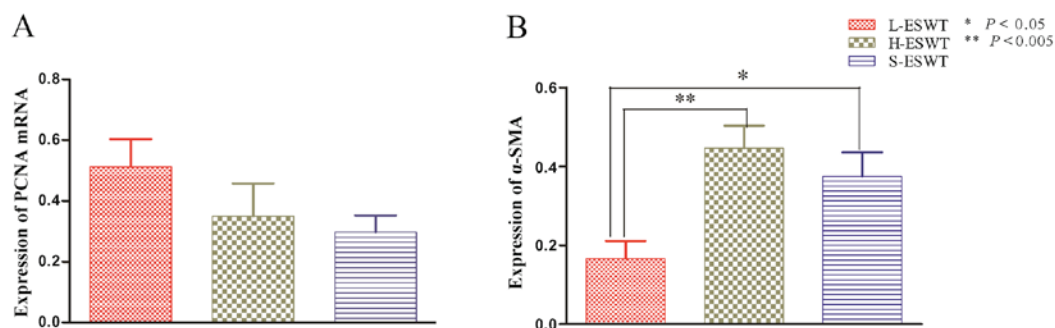 A
Expression of PCNA mRNA
0.8
0.6
0.4
0.2
0.0
B
L-ESWT * P < 0.05
H-ESWT ** P < 0.005
S-ESWT
Expression of α-SMA
0.6
0.4
0.2
0.0
*
**